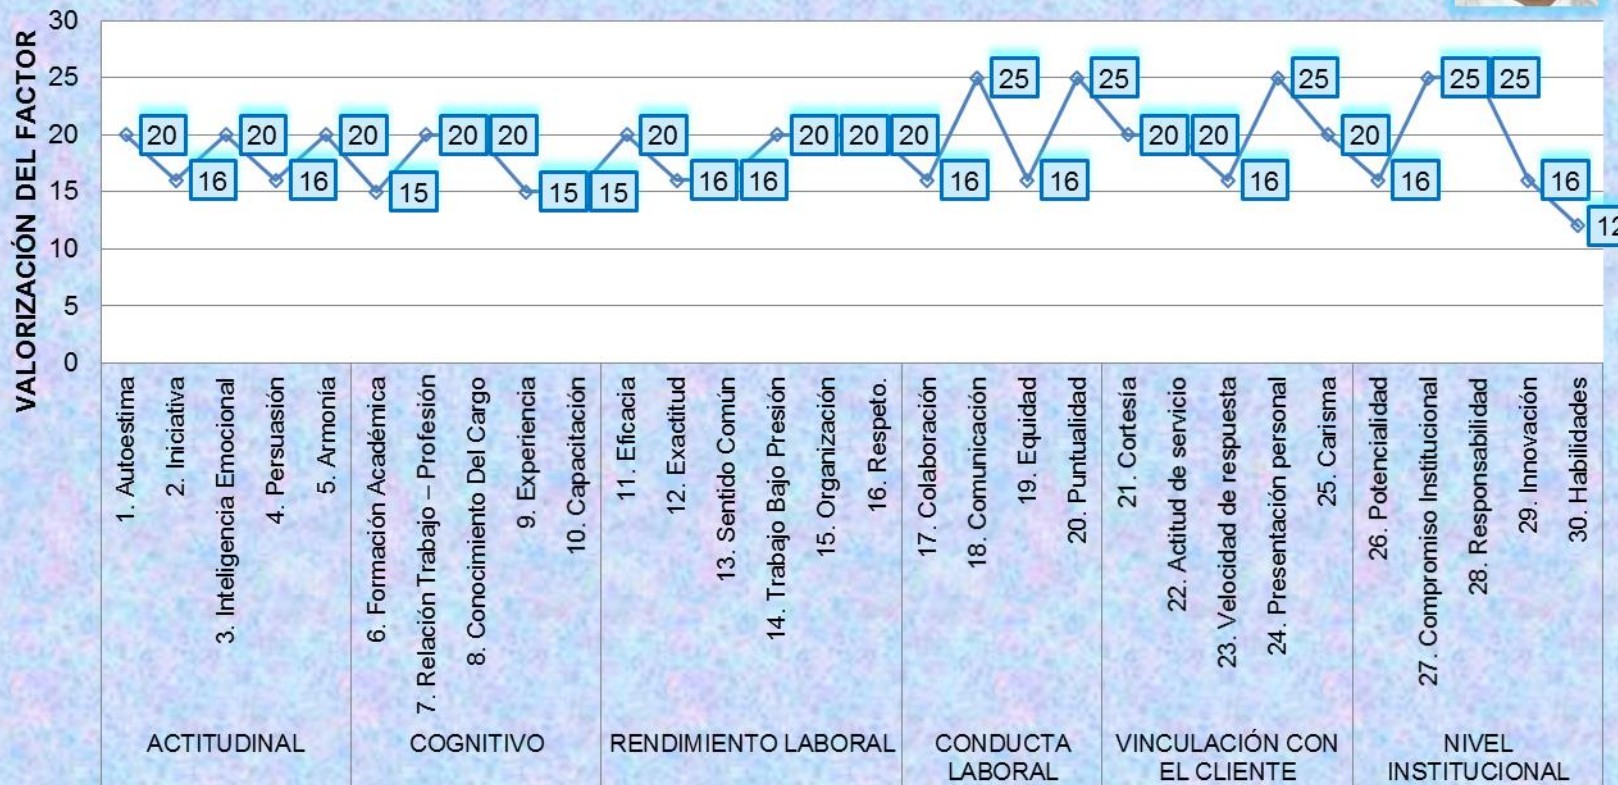 VALORIZACIÓN DEL FACTOR
30
25
20
15
10
5
0
20
16
20
16
20
15
20
20
15
15
20
16
16
20
20
20
16
25
16
25
20
20
16
25
20
16
25
25
16
12
1. Autoestima
2. Iniciativa
3. Inteligencia Emocional
4. Persuasión
5. Armonía
6. Formación Académica
7. Relación Trabajo – Profesión
8. Conocimiento Del Cargo
9. Experiencia
10. Capacitación
11. Eficacia
12. Exactitud
13. Sentido Común
14. Trabajo Bajo Presión
15. Organización
16. Respeto.
17. Colaboración
18. Comunicación
19. Equidad
20. Puntualidad
21. Cortesía
22. Actitud de servicio
23. Velocidad de respuesta
24. Presentación personal
25. Carisma
26. Potencialidad
27. Compromiso Institucional
28. Responsabilidad
29. Innovación
30. Habilidades
ACTITUDINAL
COGNITIVO
RENDIMIENTO LABORAL
CONDUCTA
LABORAL
VINCULACIÓN CON
EL CLIENTE
NIVEL
INSTITUCIONAL